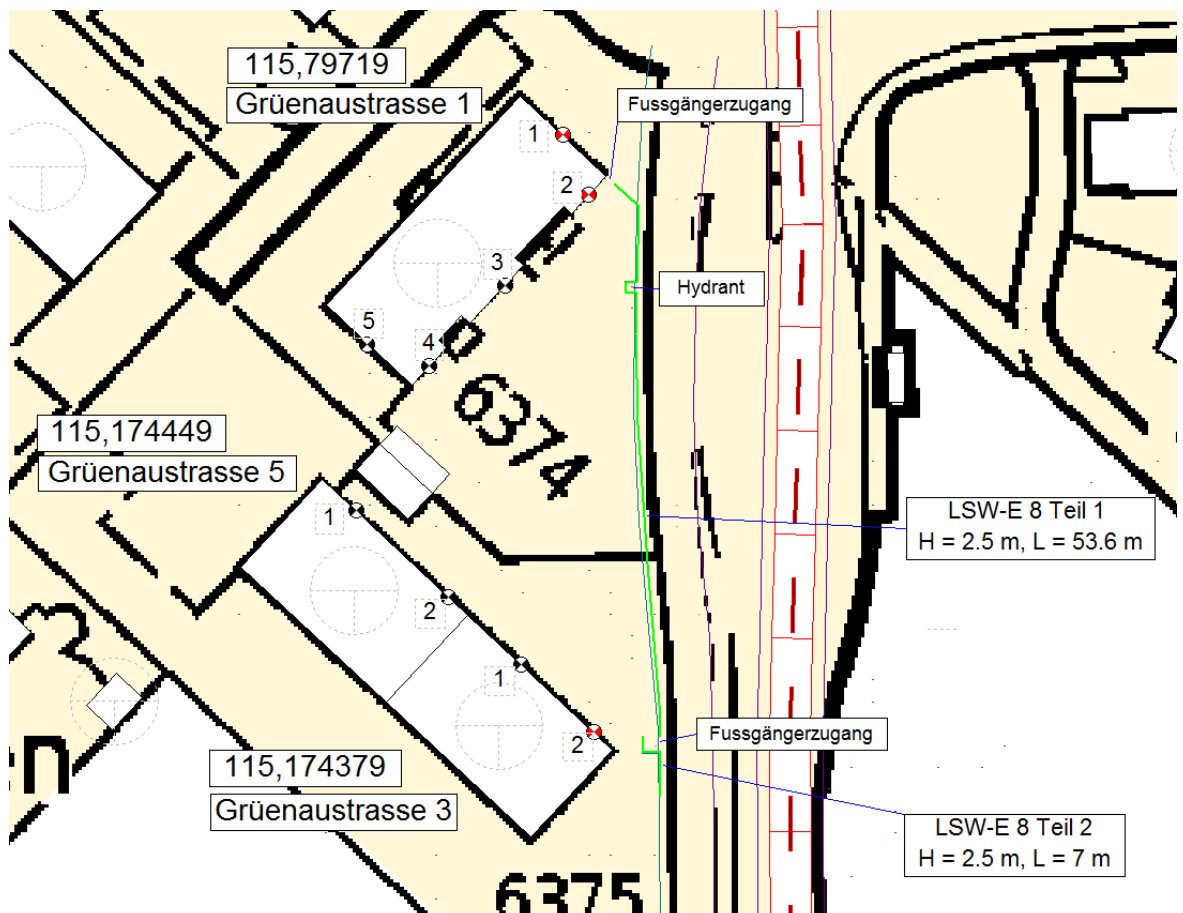 115,79719
Grüenaustrasse 1
Fussgängerzugang
1
2
3
Hydrant
5
4
6374
115,174449
Grüenaustrasse 5
1
LSW-E 8 Teil 1
H = 2.5 m, L = 53.6 m
2
1
2
Fussgängerzugang
115,174379
Grüenaustrasse 3
LSW-E 8 Teil 2
H = 2.5 m, L = 7 m
6375